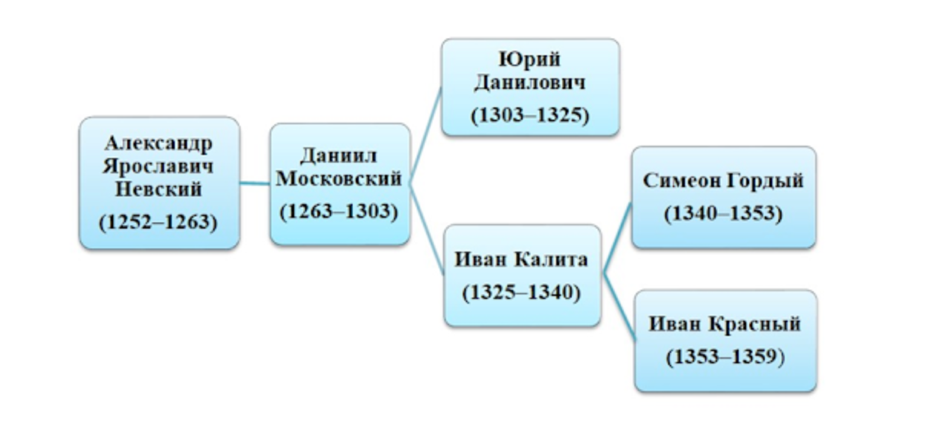 Александр
Ярославич
Невский
(1252–1263)
Даниил
Московский
(1263–1303)
Юрий
Данилович
(1303–1325)
Иван Калита
(1325–1340)
Симеон Гордый
(1340–1353)
Иван Красный
(1353–1359)